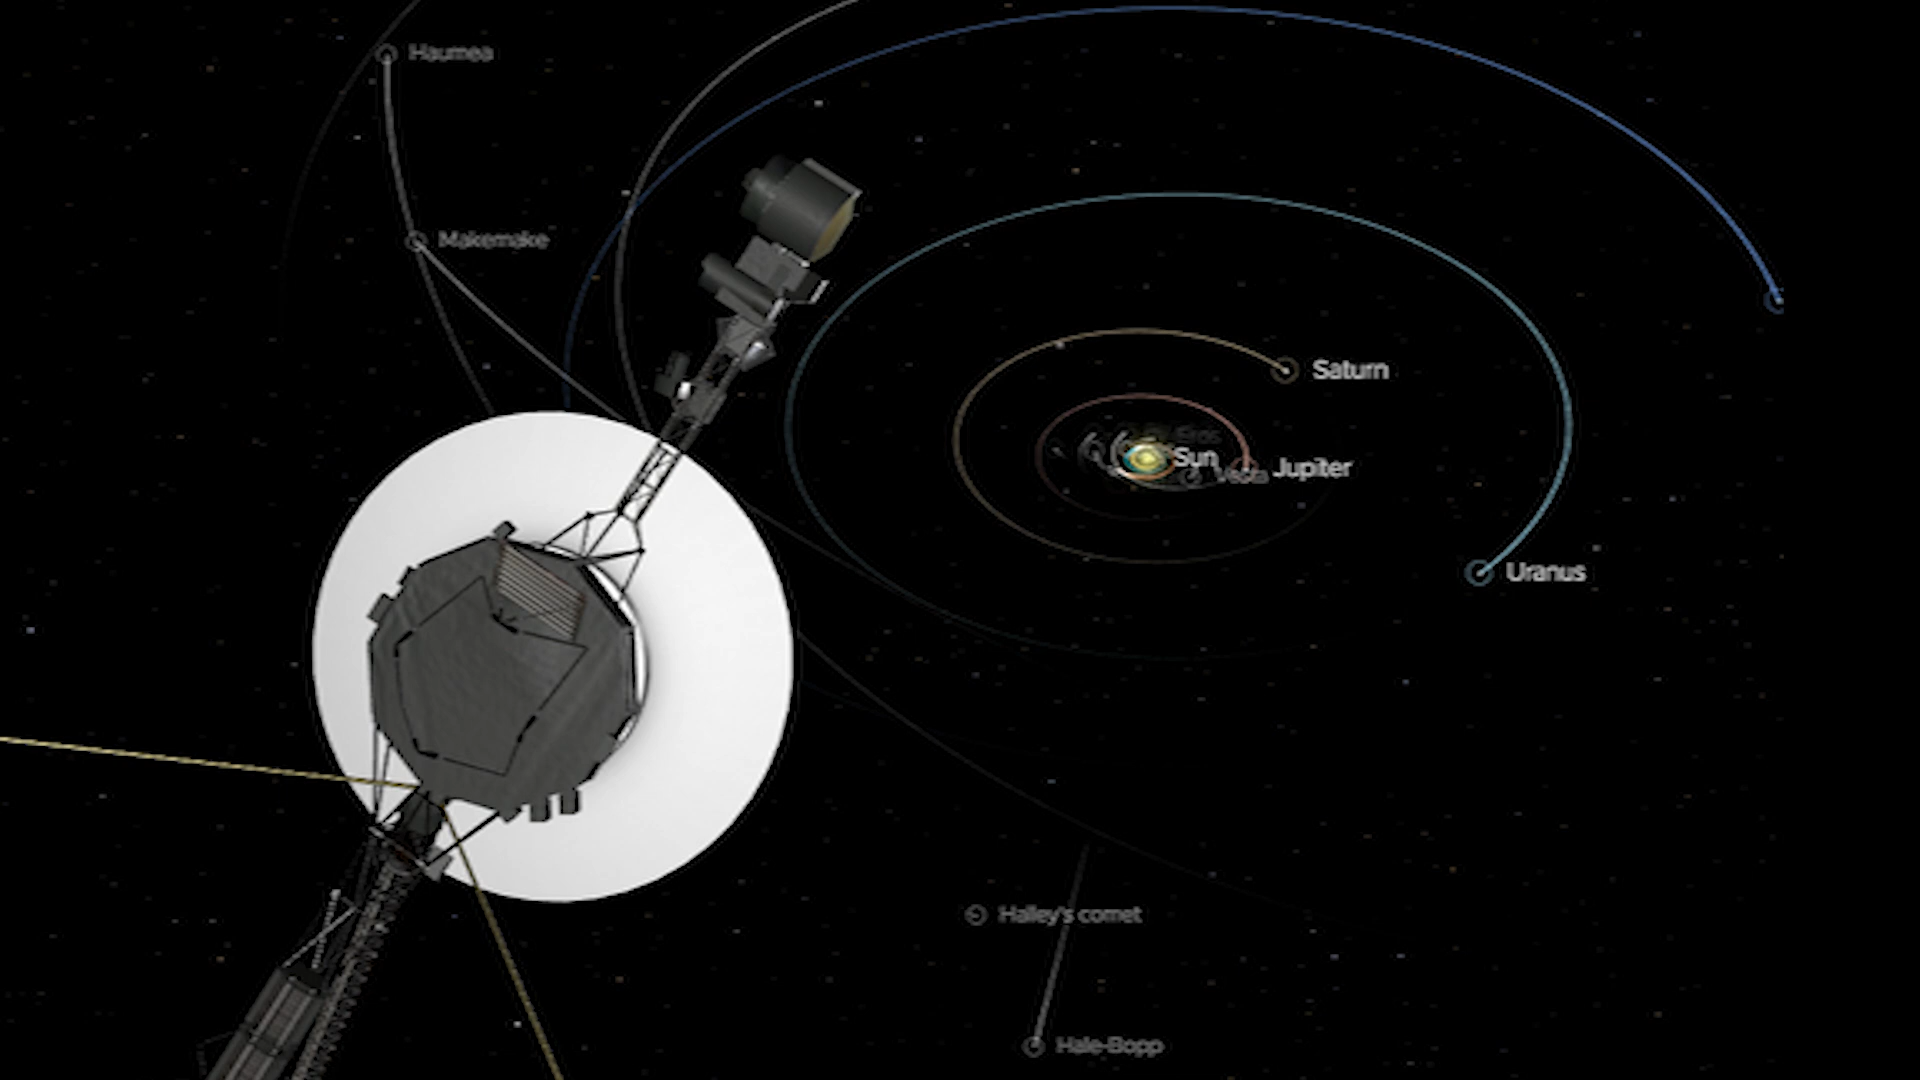 Haumea
Makemake
Saturn
Eros
Sun
Vesta
Jupiter
Uranus
Halley's comet
Hale-Bopp